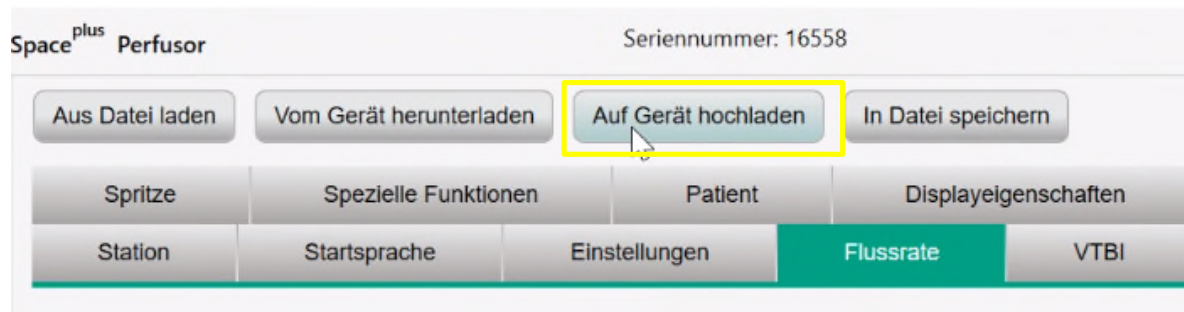 Space plus Perfusor Seriennummer: 16558
Aus Datei laden Vom Gerät herunterladen Auf Gerät hochladen In Datei speichern
Spritze Spezielle Funktionen Patient Displayeigenschaften
Station Startsprache Einstellungen Flussrate VTBI